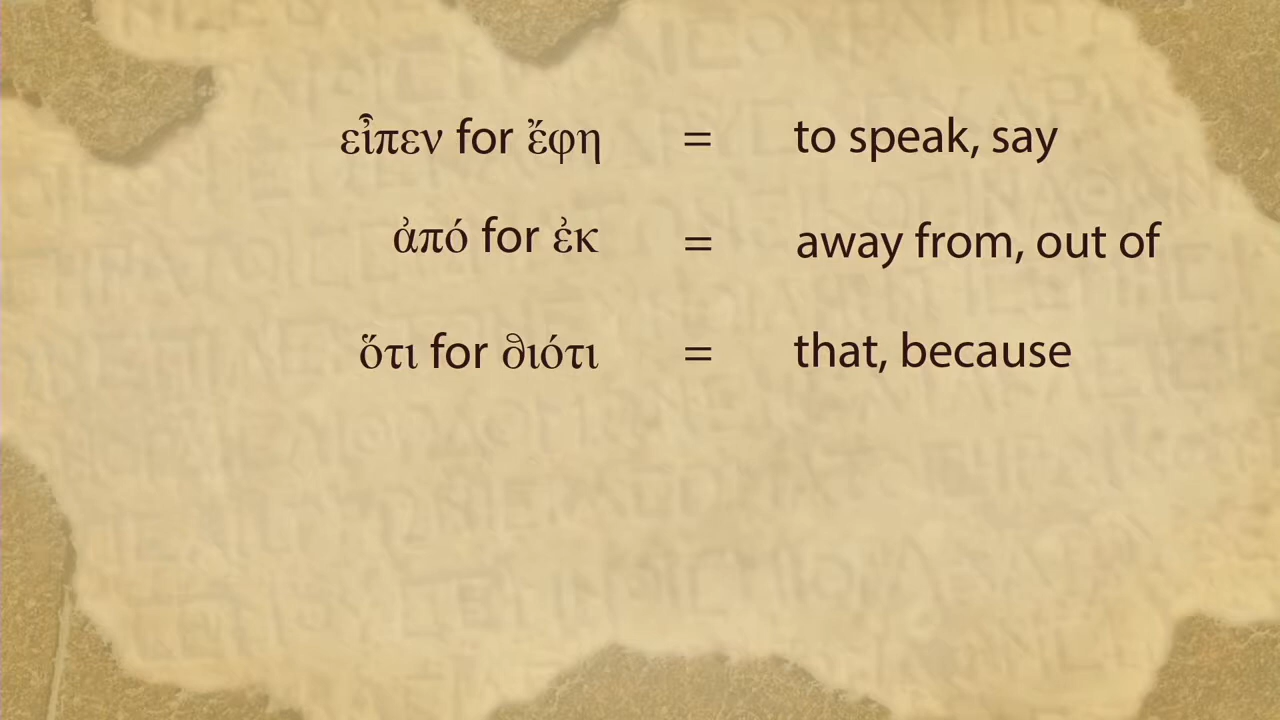 εἶπεν for ἔφη = to speak, say
ἀπό for ἐκ = away from, out of
ὅτι for διότι = that, because